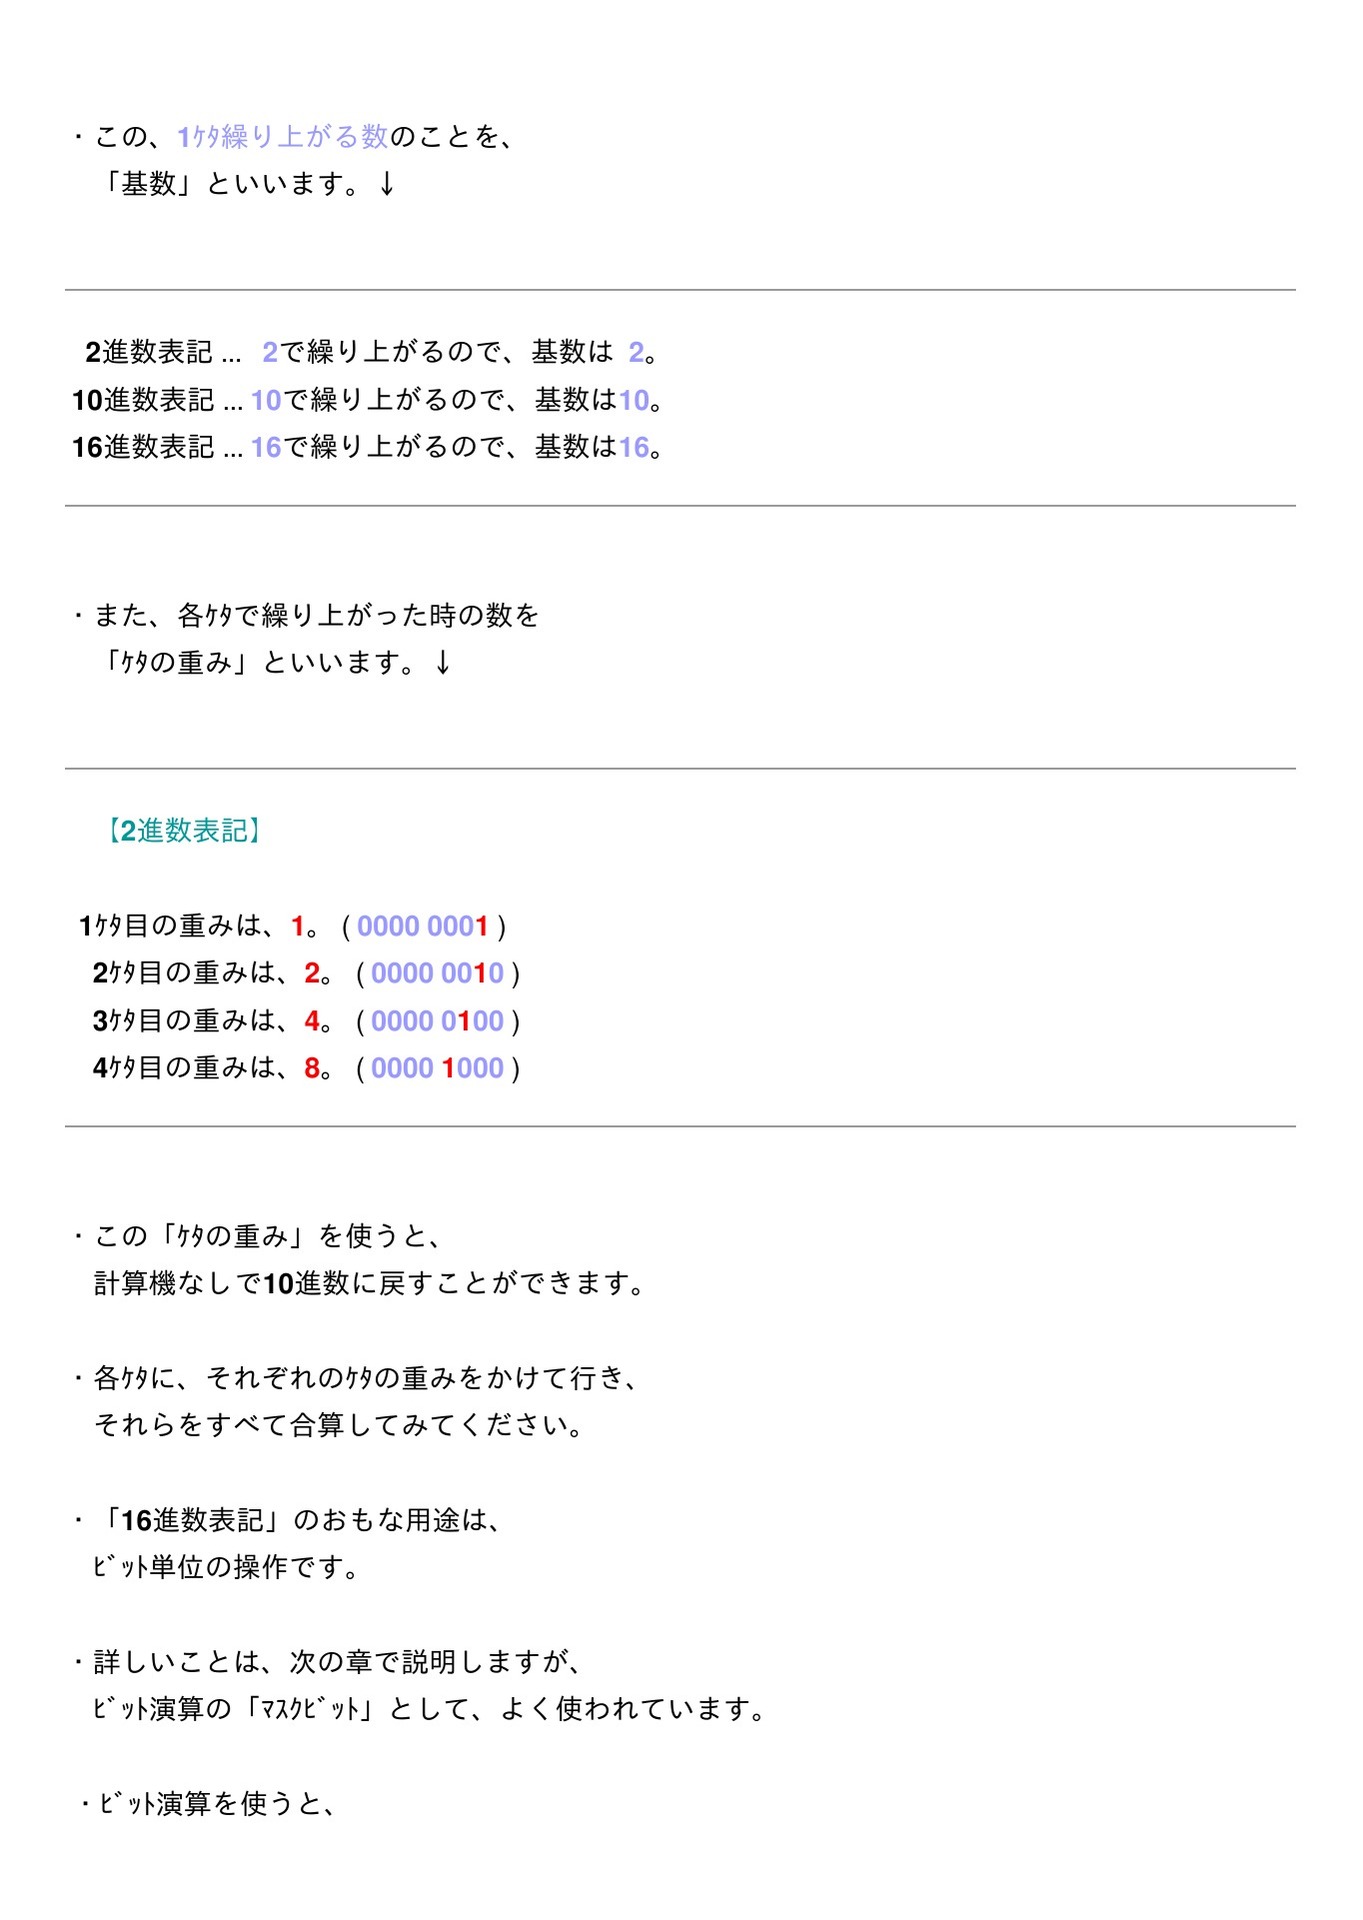 ・この、1ｹﾀ繰り上がる数のことを、
「基数」といいます。↓
2進数表記 ... 2で繰り上がるので、基数は 2。
10進数表記 ... 10で繰り上がるので、基数は10。
16進数表記 ... 16で繰り上がるので、基数は16。
・また、各ｹﾀで繰り上がった時の数を
「ｹﾀの重み」といいます。↓
【2進数表記】
1ｹﾀ目の重みは、1。 ( 0000 0001 )
2ｹﾀ目の重みは、2。 ( 0000 0010 )
3ｹﾀ目の重みは、4。 ( 0000 0100 )
4ｹﾀ目の重みは、8。 ( 0000 1000 )
・この「ｹﾀの重み」を使うと、
計算機なしで10進数に戻すことができます。
・各ｹﾀに、それぞれのｹﾀの重みをかけて行き、
それらをすべて合算してみてください。
・「16進数表記」のおもな用途は、
ﾋﾞｯﾄ単位の操作です。
・詳しいことは、次の章で説明しますが、
ﾋﾞｯﾄ演算の「ﾏｽｸﾋﾞｯﾄ」として、よく使われています。
・ﾋﾞｯﾄ演算を使うと、